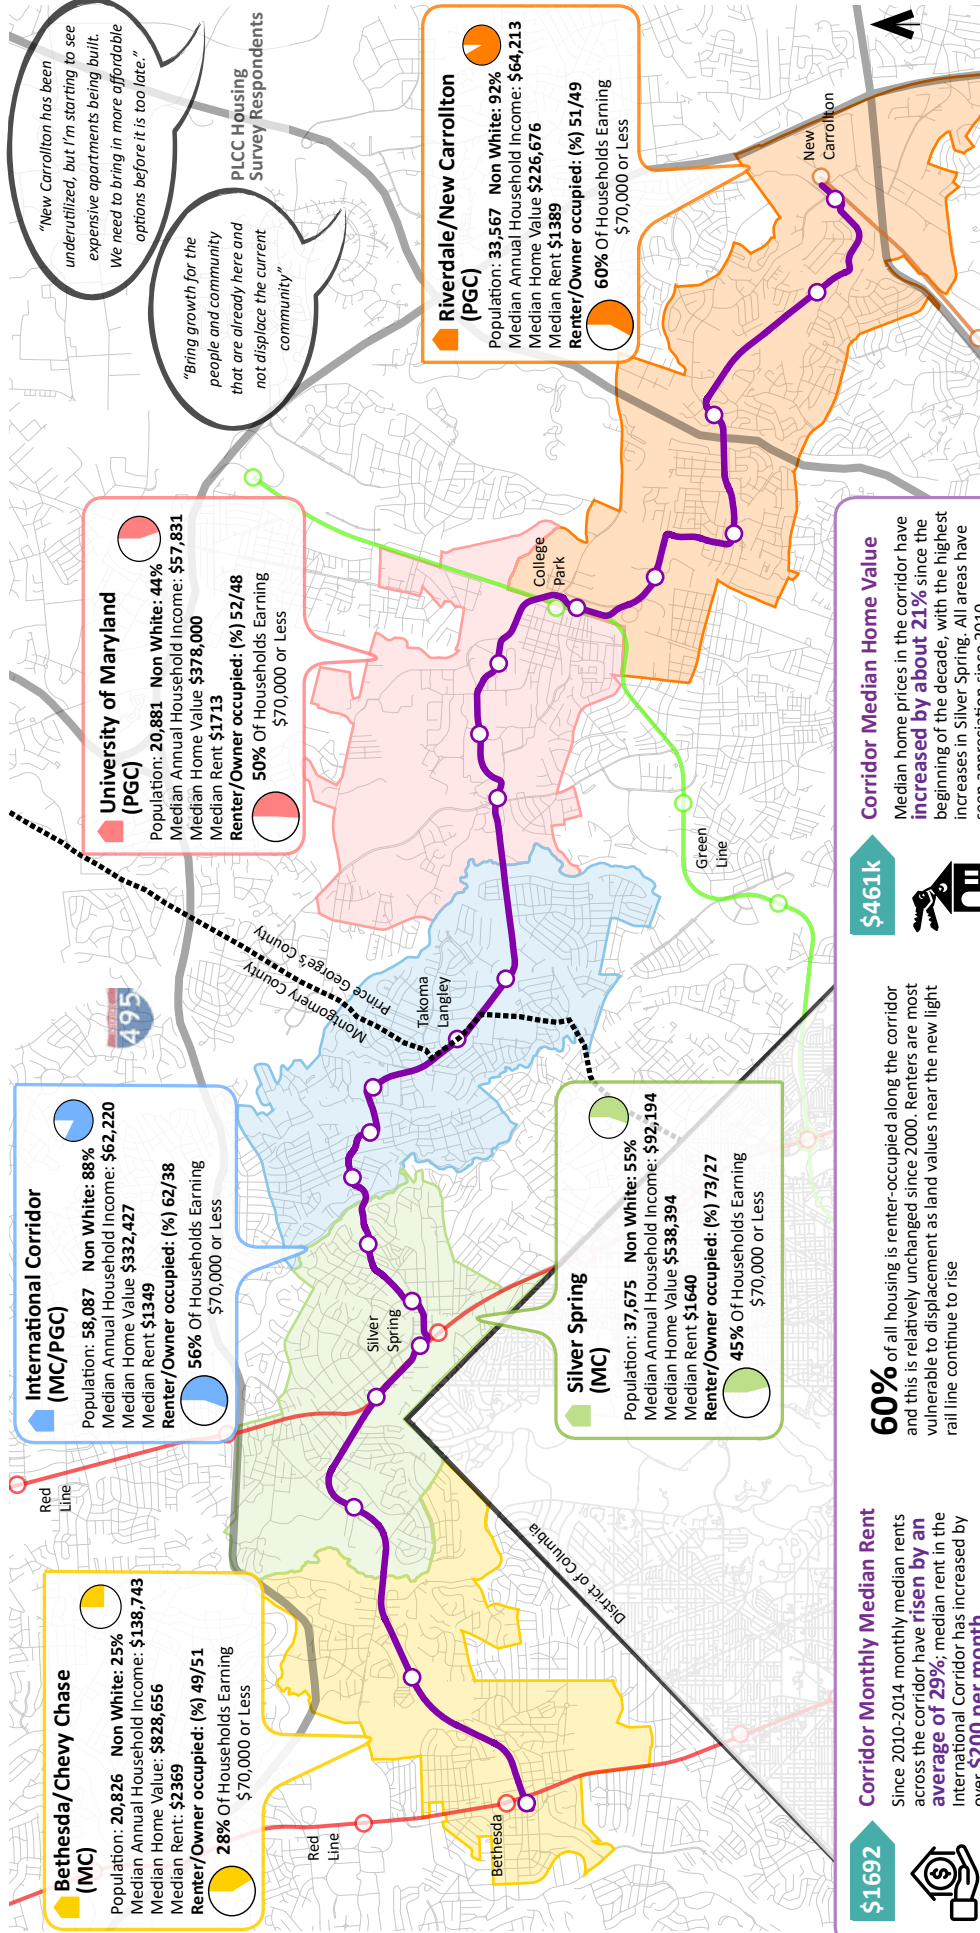 Bethesda/Chevy Chase
(MC)
Population: 20,826 Non White: 25%
Median Annual Household Income: $138,743
Median Home Value: $828,656
Median Rent: $2369
Renter/Owner occupied: (%) 49/51
28% Of Households Earning
$70,000 or Less
International Corridor
(MC/PGC)
Population: 58,087 Non White: 88%
Median Annual Household Income: $62,220
Median Home Value $332,427
Median Rent $1349
Renter/Owner occupied: (%) 62/38
56% Of Households Earning
$70,000 or Less
University of Maryland
(PGC)
Population: 20,881 Non White: 44%
Median Annual Household Income: $57,831
Median Home Value $378,000
Median Rent $1713
Renter/Owner occupied: (%) 52/48
50% Of Households Earning
$70,000 or Less
"New Carrollton has been
underutilized, but I'm starting to see
expensive apartments being built.
We need to bring in more affordable
options before it is too late."
"Bring growth for the
people and community
that are already here and
not displace the current
community"
PLCC Housing
Survey Respondents
Riverdale/New Carrollton
(PGC)
Population: 33,567 Non White: 92%
Median Annual Household Income: $64,213
Median Home Value $226,676
Median Rent $1389
Renter/Owner occupied: (%) 51/49
60% Of Households Earning
$70,000 or Less
Silver Spring
(MC)
Population: 37,675 Non White: 55%
Median Annual Household Income: $92,194
Median Home Value $538,394
Median Rent $1640
Renter/Owner occupied: (%) 73/27
45% Of Households Earning
$70,000 or Less
Red
Line
Red
Line
Bethesda
Silver
Spring
District of Columbia
495
Montgomery County
Prince George's County
Takoma
Langley
College
Park
Green
Line
New
Carrollton
$1692
Corridor Monthly Median Rent
Since 2010-2014 monthly median rents
across the corridor have risen by an
average of 29%; median rent in the
International Corridor has increased by
over $200 per month
60% of all housing is renter-occupied along the corridor
and this is relatively unchanged since 2000. Renters are most
vulnerable to displacement as land values near the new light
rail line continue to rise
$461k
Corridor Median Home Value
Median home prices in the corridor have
increased by about 21% since the
beginning of the decade, with the highest
increases in Silver Spring. All areas have
seen appreciation since 2010